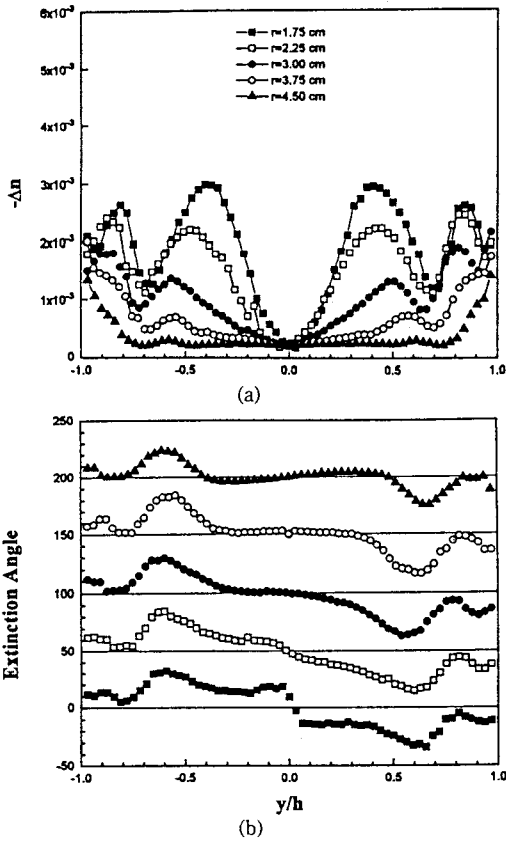 (a)
6x10⁻³
5x10⁻³
4x10⁻³
3x10⁻³
2x10⁻³
1x10⁻³
0
-Δn
r=1.75 cm
r=2.25 cm
r=3.00 cm
r=3.75 cm
r=4.50 cm
-1.0 -0.5 0.0 0.5 1.0
(a)
250
200
150
100
50
0
-50
Extinction Angle
-1.0 -0.5 0.0 0.5 1.0
y/h
(b)